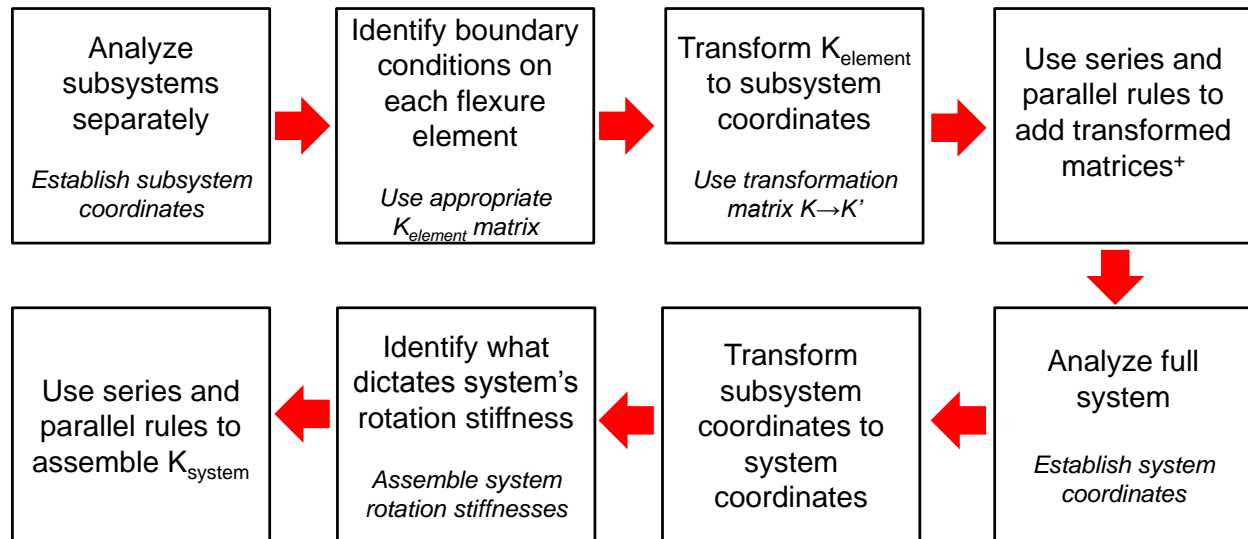 Analyze
subsystems
separately
Establish subsystem
coordinates
Identify boundary
conditions on
each flexure
element
Use appropriate
K_element matrix
Transform K_element
to subsystem
coordinates
Use transformation
matrix K→K’
Use series and
parallel rules to
add transformed
matrices⁺
Analyze full
system
Establish system
coordinates
Transform
subsystem
coordinates to
system
coordinates
Identify what
dictates system’s
rotation stiffness
Assemble system
rotation stiffnesses
Use series and
parallel rules to
assemble K_system